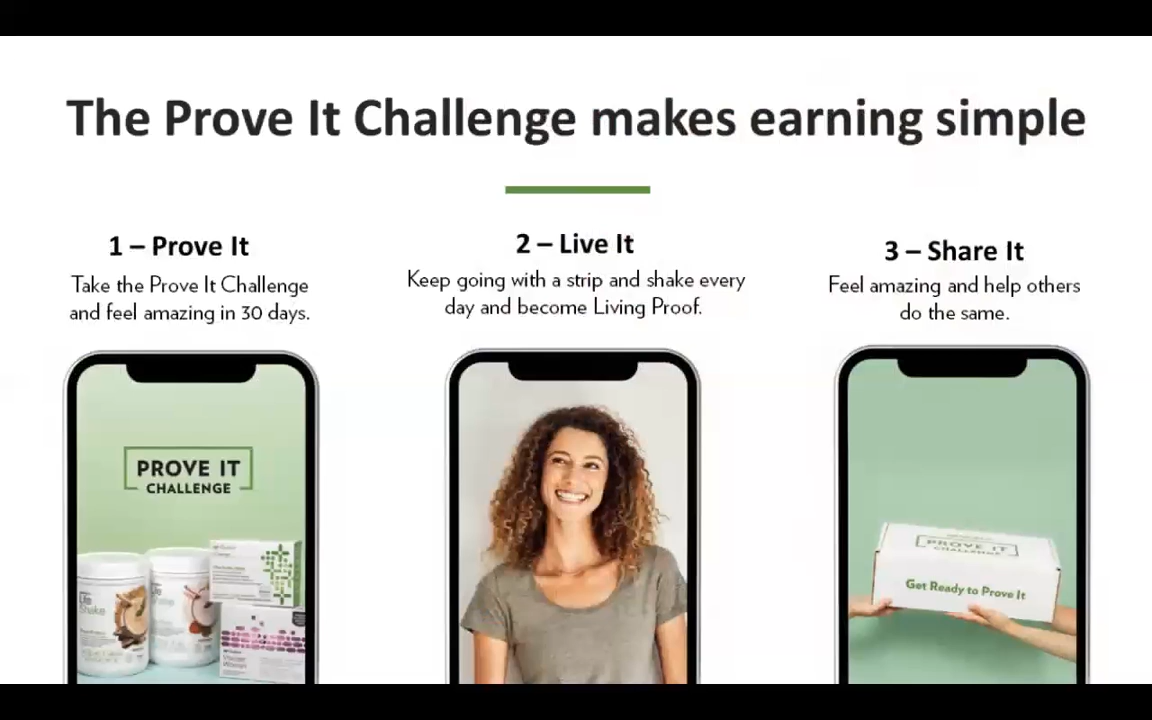 The Prove It Challenge makes earning simple
1 – Prove It
Take the Prove It Challenge
and feel amazing in 30 days.
2 – Live It
Keep going with a strip and shake every
day and become Living Proof.
3 – Share It
Feel amazing and help others
do the same.
PROVE IT
CHALLENGE
Life
Shake
PROVE IT
CHALLENGE
Get Ready to Prove It